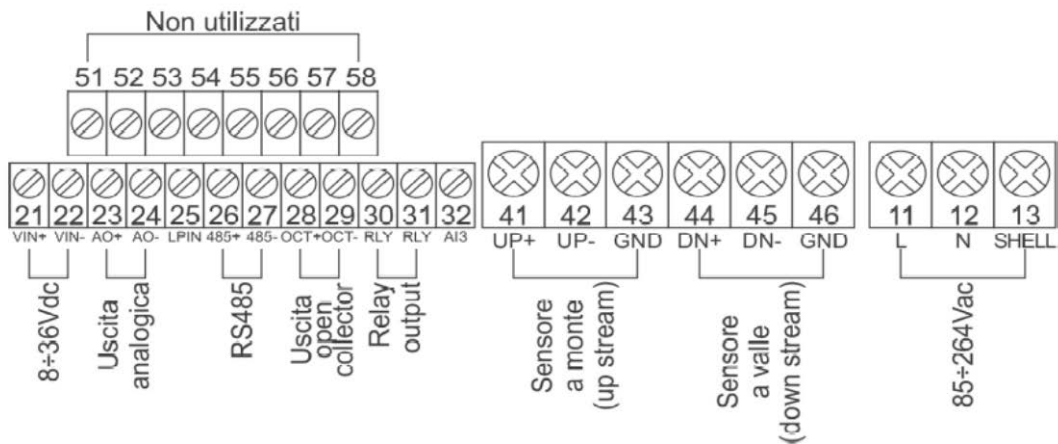 Non utilizzati
51 52 53 54 55 56 57 58
21 22 23 24 25 26 27 28 29 30 31 32
VIN+ VIN- AO+ AO- LPIN 485+ 485- OCT+ OCT- RLY RLY AI3
8÷36Vdc
Uscita
analogica
RS485
Uscita
open
collector
Relay
output
41 42 43 44 45 46
UP+ UP- GND DN+ DN- GND
Sensore
a monte
(up stream)
Sensore
a valle
(down stream)
11 12 13
L N SHELL
85÷264Vac